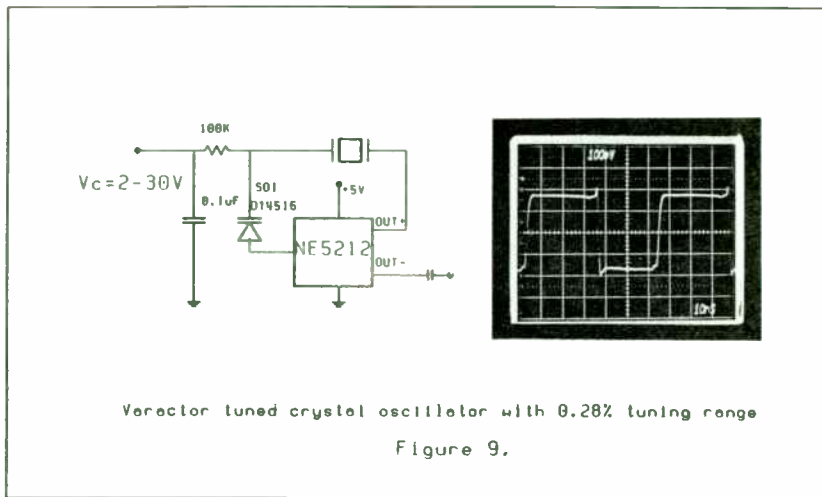 100K
Vc=2-30V
0.1uF
SOI
D14516
+5V
OUT+
NE5212
OUT-
100mV
10nS
Varactor tuned crystal oscillator with 0.28% tuning range
Figure 9.